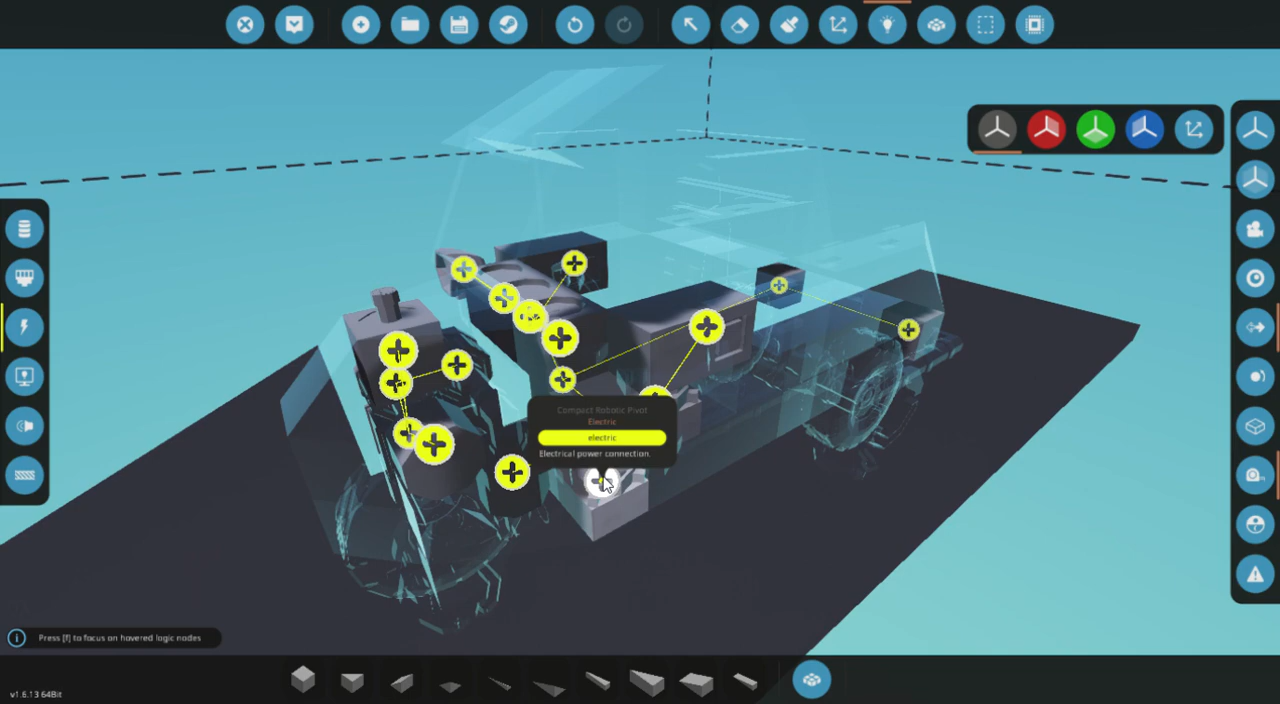 Compact Robotic Pivot
Electric
electric
Electrical power connection.
Press [f] to focus on hovered logic nodes
v1.6.13 64Bit